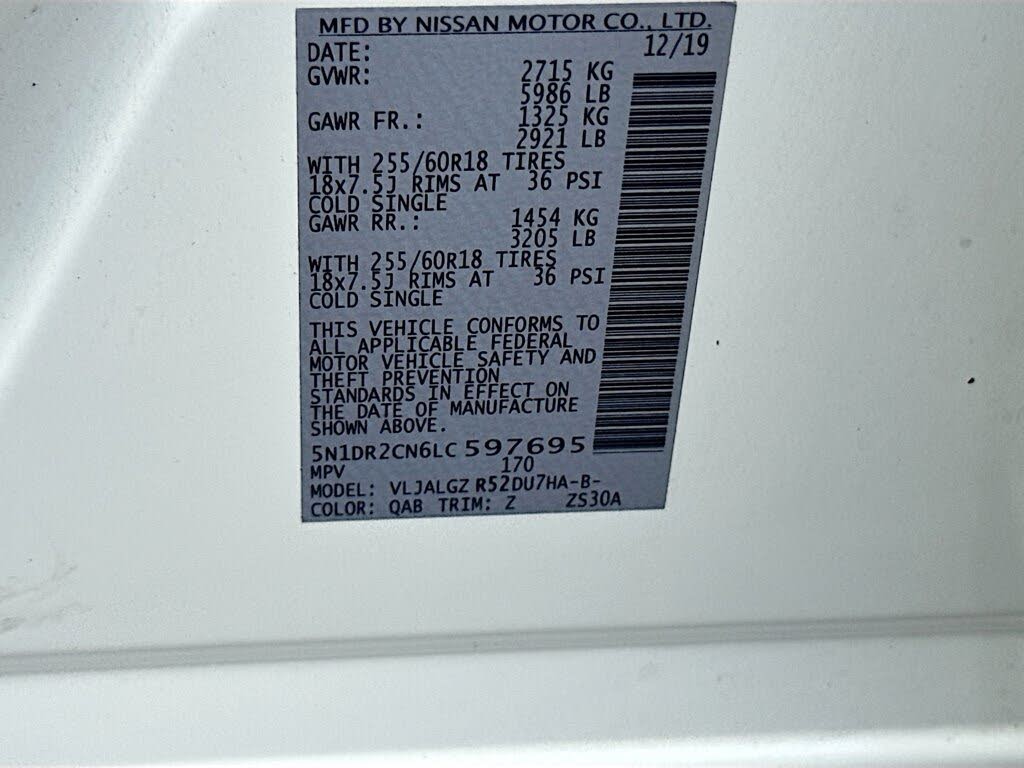 MFD BY NISSAN MOTOR CO., LTD.
DATE: 12/19
GVWR: 2715 KG
5986 LB
GAWR FR.: 1325 KG
2921 LB
WITH 255/60R18 TIRES
18x7.5J RIMS AT 36 PSI
COLD SINGLE
GAWR RR.: 1454 KG
3205 LB
WITH 255/60R18 TIRES
18x7.5J RIMS AT 36 PSI
COLD SINGLE
THIS VEHICLE CONFORMS TO
ALL APPLICABLE FEDERAL
MOTOR VEHICLE SAFETY AND
THEFT PREVENTION
STANDARDS IN EFFECT ON
THE DATE OF MANUFACTURE
SHOWN ABOVE.
5N1DR2CN6LC 597695
MPV 170
MODEL: VLJALGZ R52DU7HA-B-
COLOR: QAB TRIM: Z ZS30A